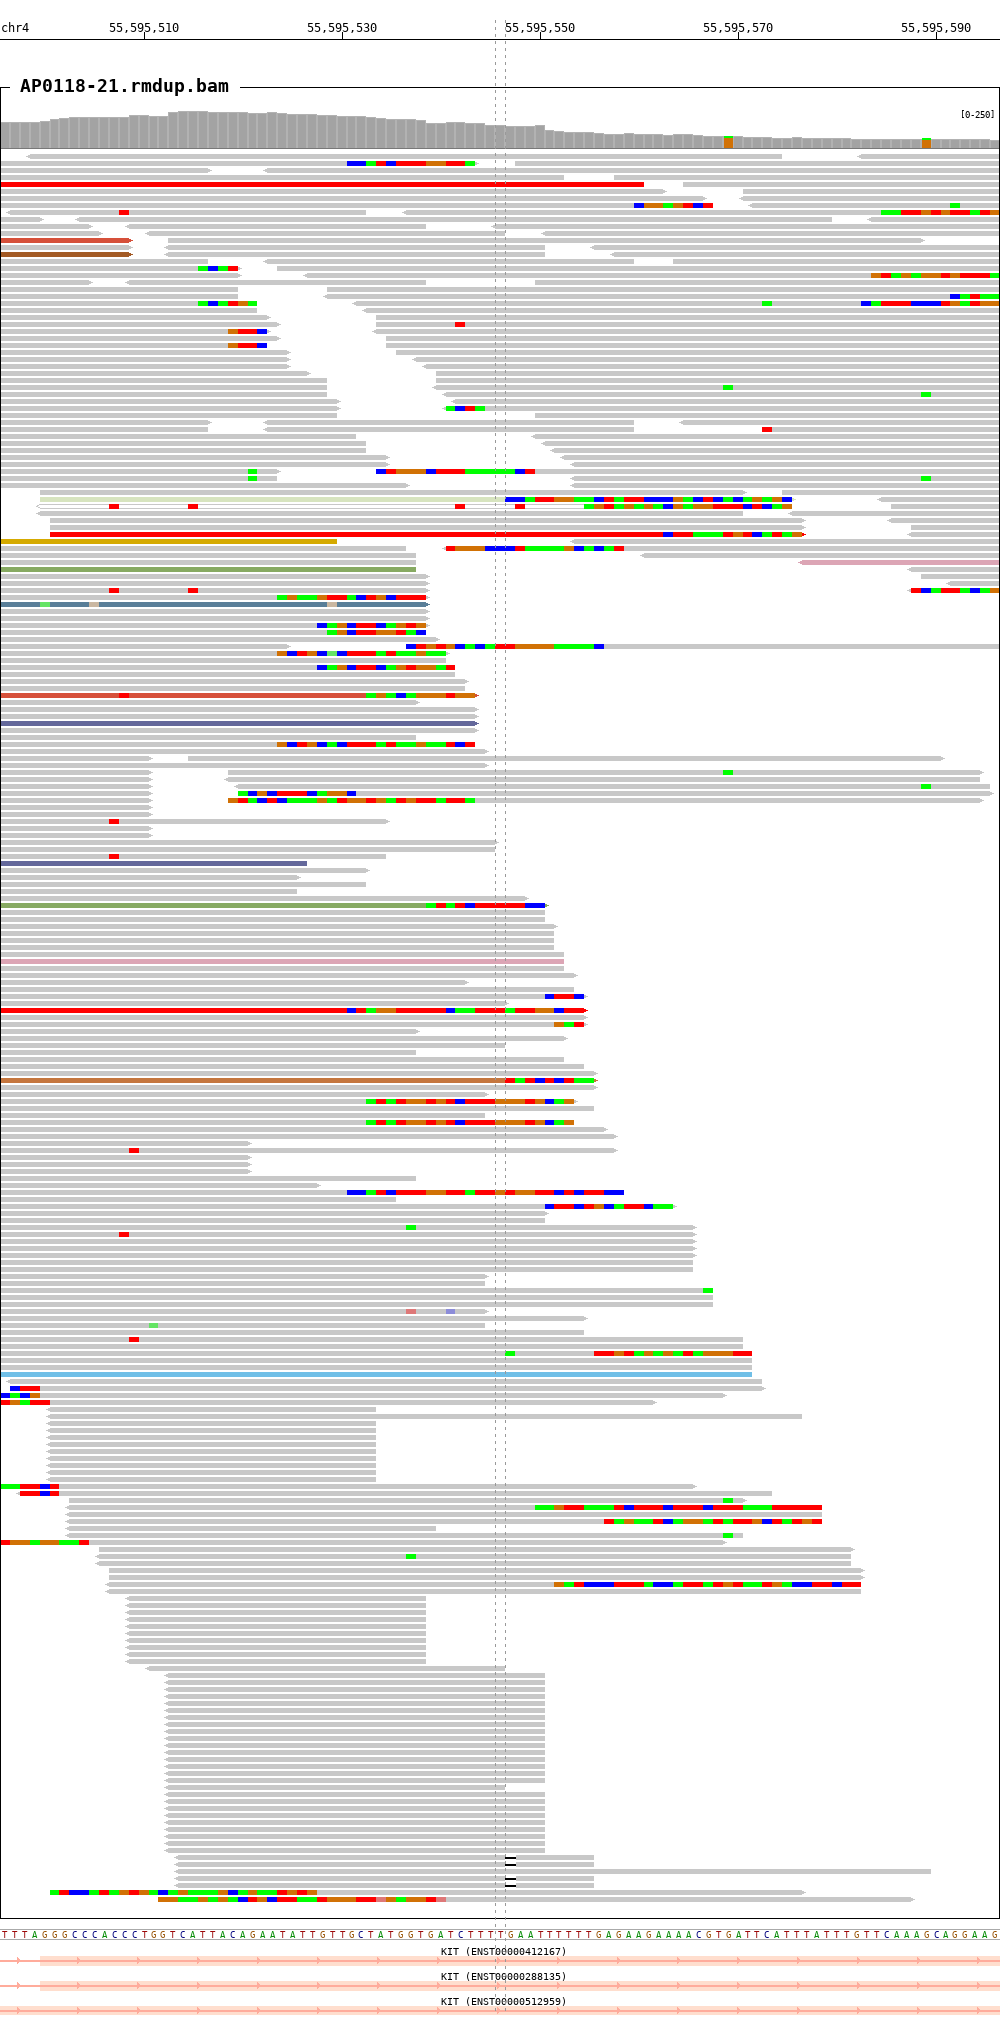 chr4 55,595,510 55,595,530 55,595,550 55,595,570 55,595,590
AP0118-21.rmdup.bam
[0-250]
TTTAGGGCCCACCCTGGTCATTACAGAATATTGTTGCTATGGTGATCTTTTGAATTTTTTGAGAAGAAAACGTGATTCATTTATTTGTTCAAAGCAGGAAG
KIT (ENST00000412167)
KIT (ENST00000288135)
KIT (ENST00000512959)